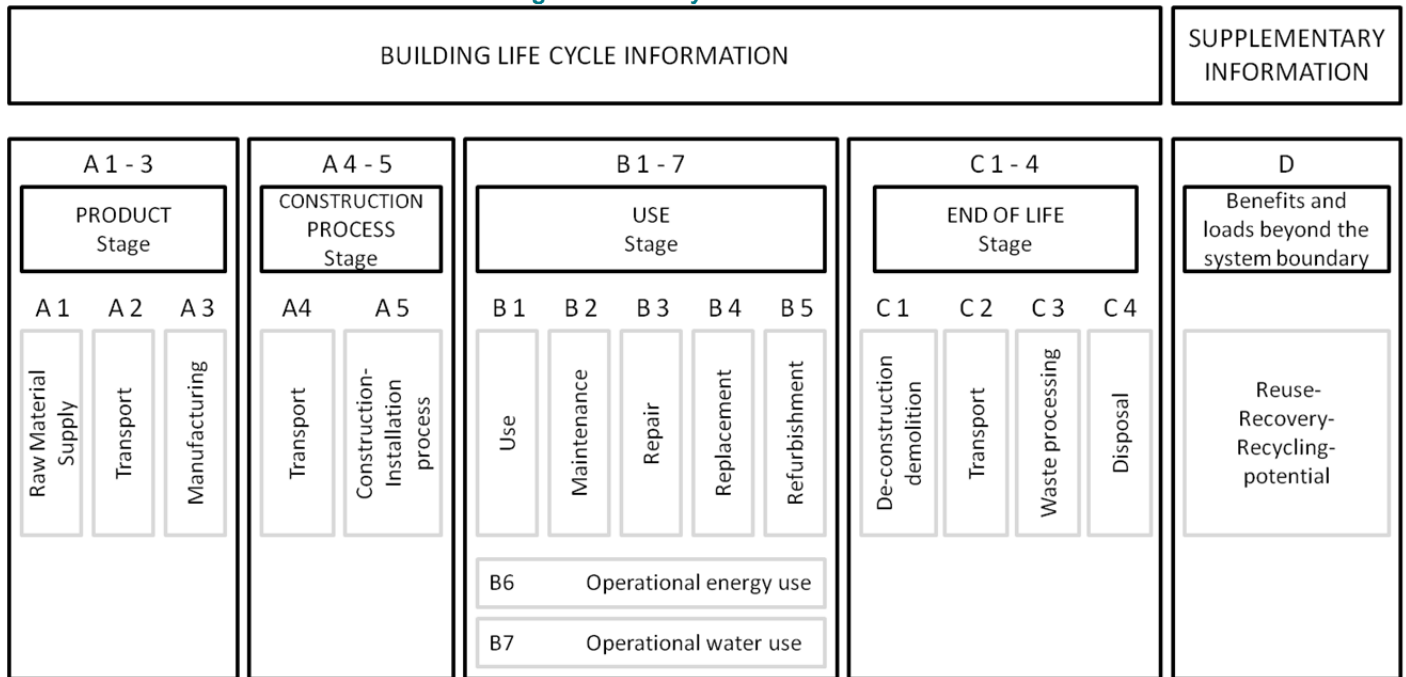 BUILDING LIFE CYCLE INFORMATION
SUPPLEMENTARY
INFORMATION
A 1 - 3
PRODUCT
Stage
A 1
A 2
A 3
Raw Material
Supply
Transport
Manufacturing
A 4 - 5
CONSTRUCTION
PROCESS
Stage
A4
A 5
Transport
Construction-
Installation
process
B 1 - 7
USE
Stage
B 1
B 2
B 3
B 4
B 5
Use
Maintenance
Repair
Replacement
Refurbishment
B6 Operational energy use
B7 Operational water use
C 1 - 4
END OF LIFE
Stage
C 1
C 2
C 3
C 4
De-construction
demolition
Transport
Waste processing
Disposal
D
Benefits and
loads beyond the
system boundary
Reuse-
Recovery-
Recycling-
potential